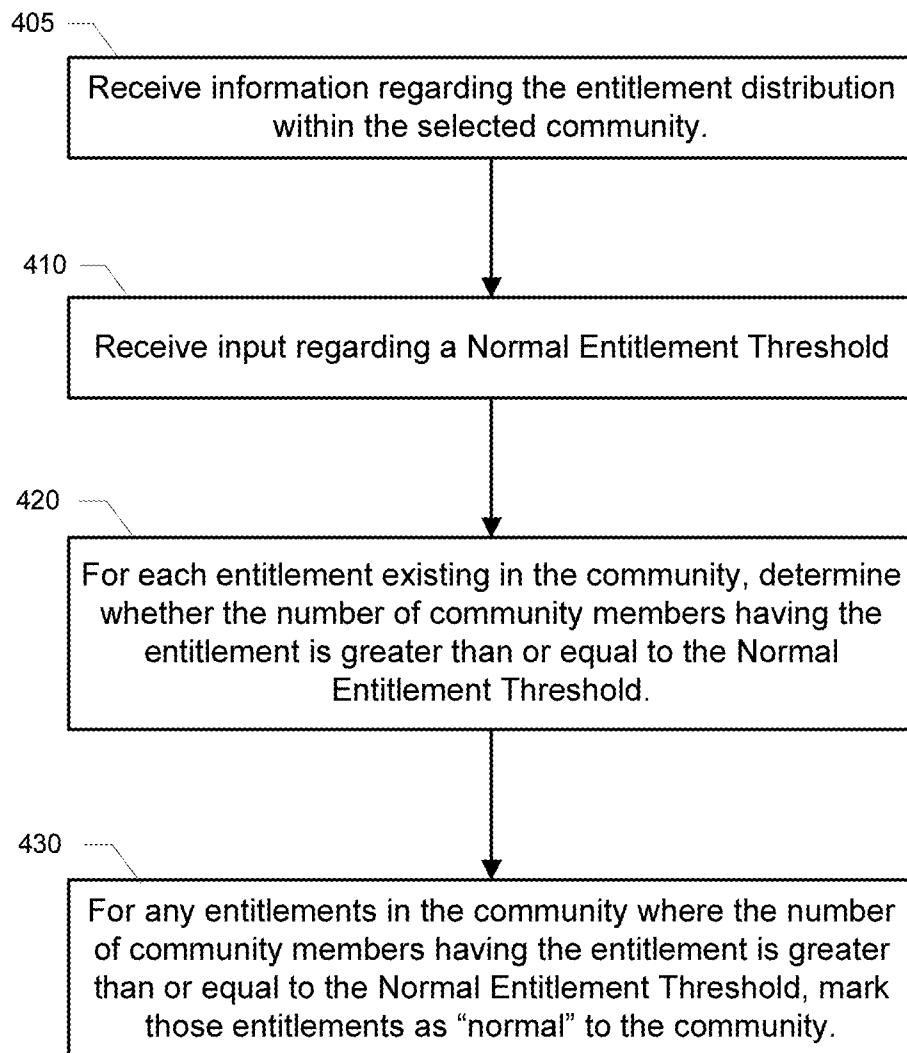 405
Receive information regarding the entitlement distribution
within the selected community.
410
Receive input regarding a Normal Entitlement Threshold
420
For each entitlement existing in the community, determine
whether the number of community members having the
entitlement is greater than or equal to the Normal
Entitlement Threshold.
430
For any entitlements in the community where the number
of community members having the entitlement is greater
than or equal to the Normal Entitlement Threshold, mark
those entitlements as “normal” to the community.